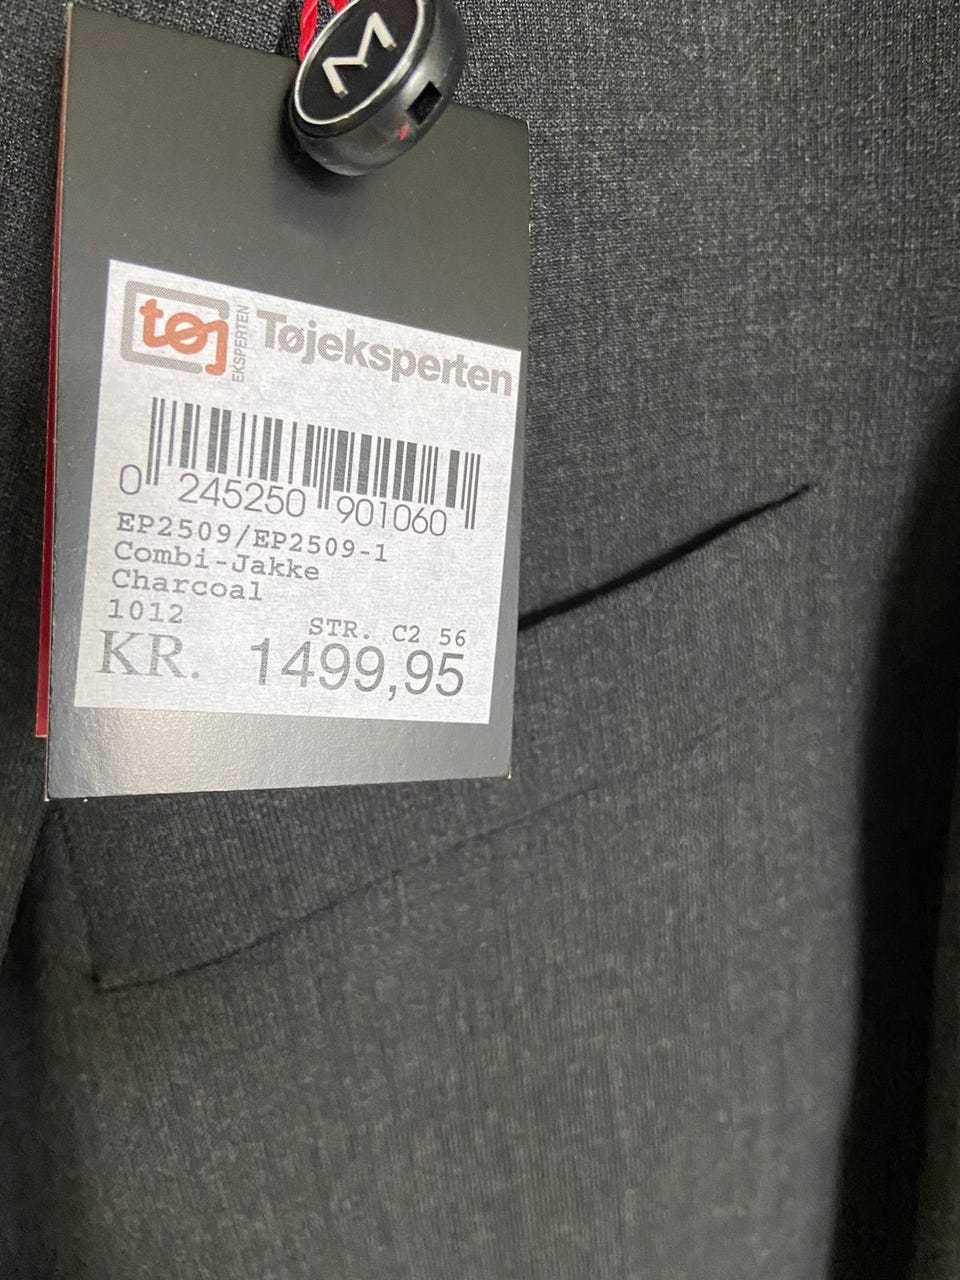 M
tøj
EKSPERTEN
Tøjeksperten
0 245250 901060
EP2509/EP2509-1
Combi-Jakke
Charcoal
1012
STR. C2 56
KR. 1499,95